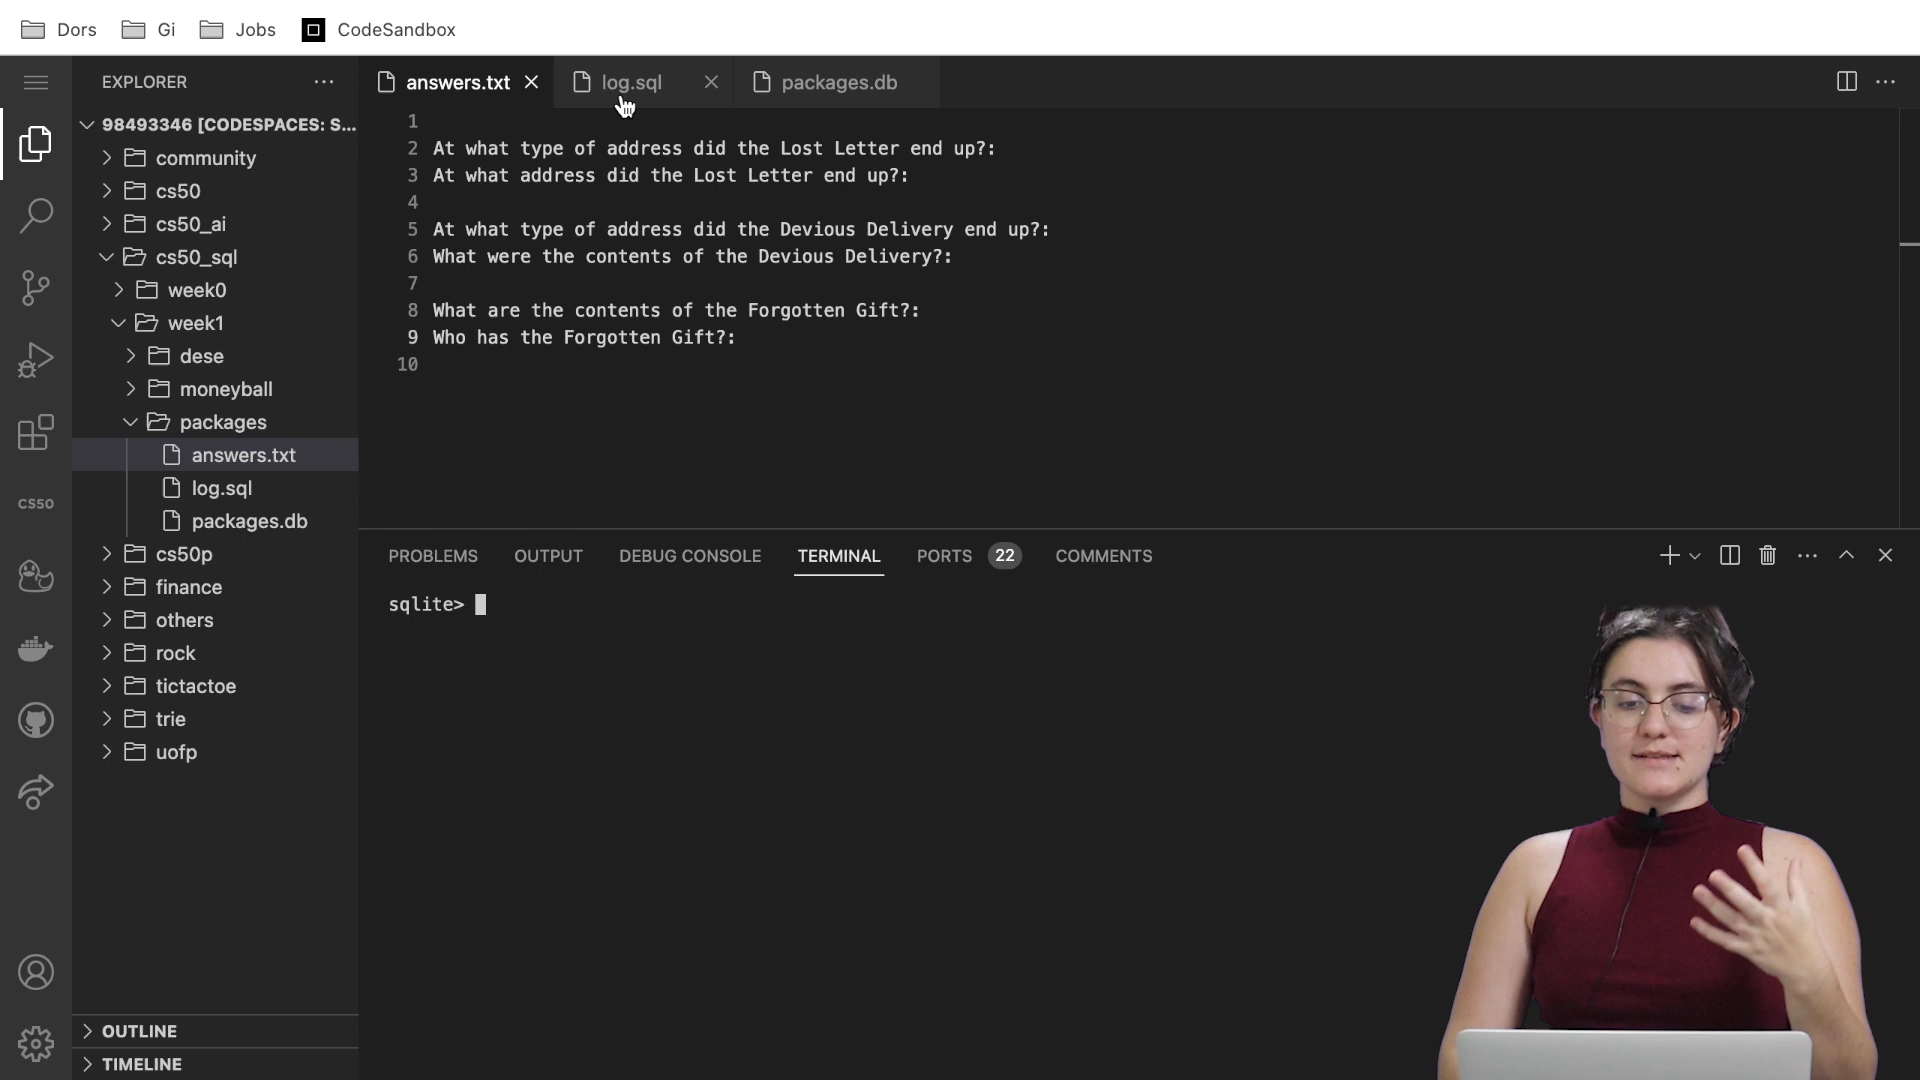 Dors Gi Jobs CodeSandbox
EXPLORER
answers.txt log.sql packages.db
98493346 [CODESPACES: S...
community
cs50
cs50_ai
cs50_sql
week0
week1
dese
moneyball
packages
answers.txt
log.sql
packages.db
cs50p
finance
others
rock
tictactoe
trie
uofp
OUTLINE
TIMELINE
CS50
1
2 At what type of address did the Lost Letter end up?:
3 At what address did the Lost Letter end up?:
4
5 At what type of address did the Devious Delivery end up?:
6 What were the contents of the Devious Delivery?:
7
8 What are the contents of the Forgotten Gift?:
9 Who has the Forgotten Gift?:
10
PROBLEMS OUTPUT DEBUG CONSOLE TERMINAL PORTS 22 COMMENTS
sqlite>